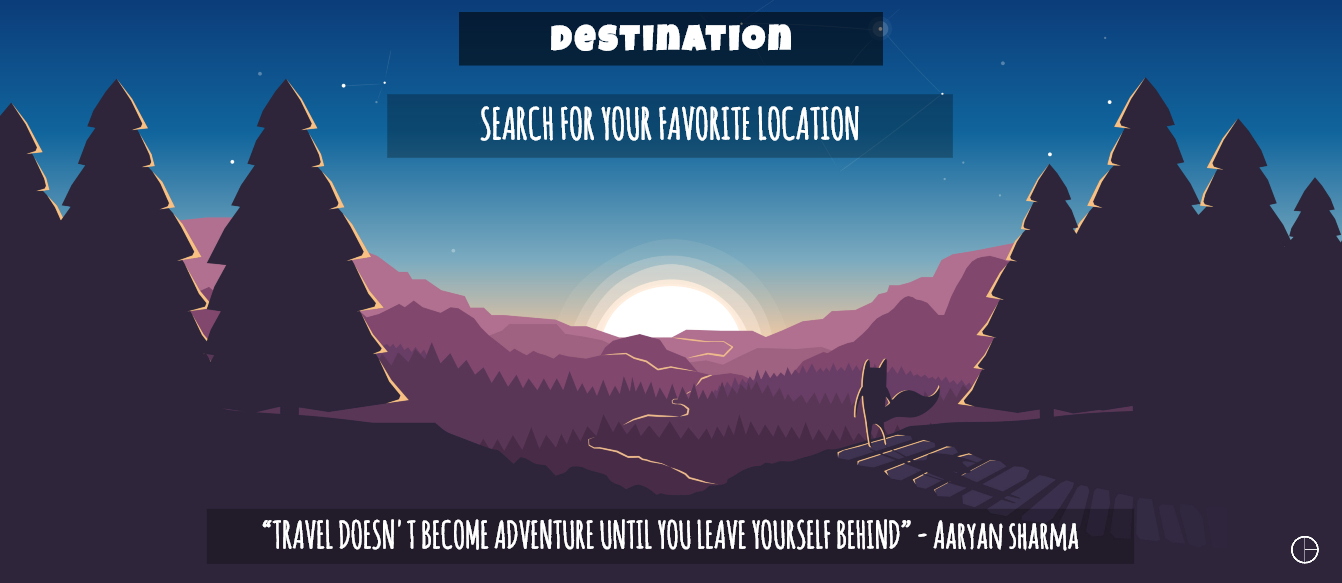 DESTINATION
SEARCH FOR YOUR FAVORITE LOCATION
“TRAVEL DOESN'T BECOME ADVENTURE UNTIL YOU LEAVE YOURSELF BEHIND” - AARYAN SHARMA